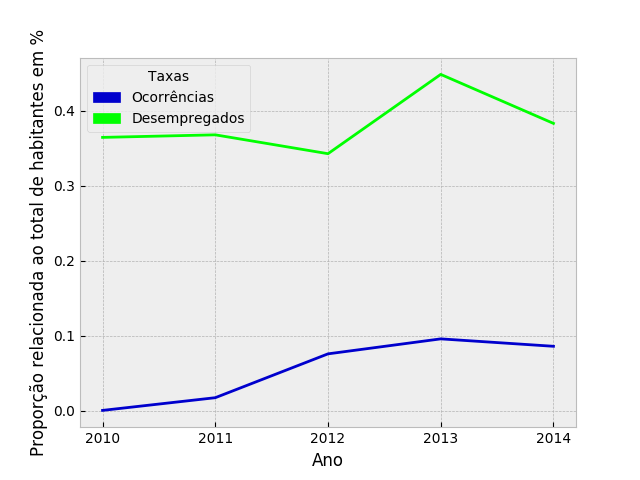 Proporção relacionada ao total de habitantes em %
Taxas
Ocorrências
Desempregados
0.4
0.3
0.2
0.1
0.0
2010 2011 2012 2013 2014
Ano